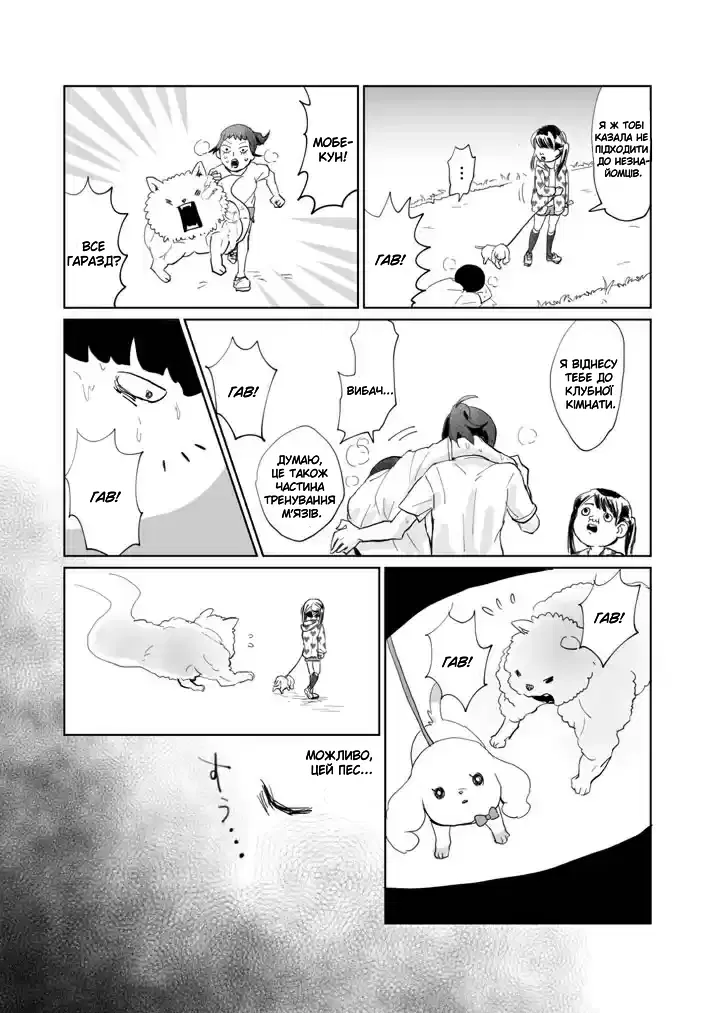 Я Ж ТОБІ
КАЗАЛА НЕ
ПІДХОДИТИ
ДО НЕЗНА-
ЙОМЦІВ.
...
ГАВ!
МОБЕ-
КУН!
ВСЕ
ГАРАЗД?
Я ВІДНЕСУ
ТЕБЕ ДО
КЛУБНОЇ
КІМНАТИ.
ВИБАЧ...
ГАВ!
ДУМАЮ,
ЦЕ ТАКОЖ
ЧАСТИНА
ТРЕНУВАННЯ
М'ЯЗІВ.
ГАВ!
ГАВ!
ГАВ!
МОЖЛИВО,
ЦЕЙ ПЕС...
すぅ...